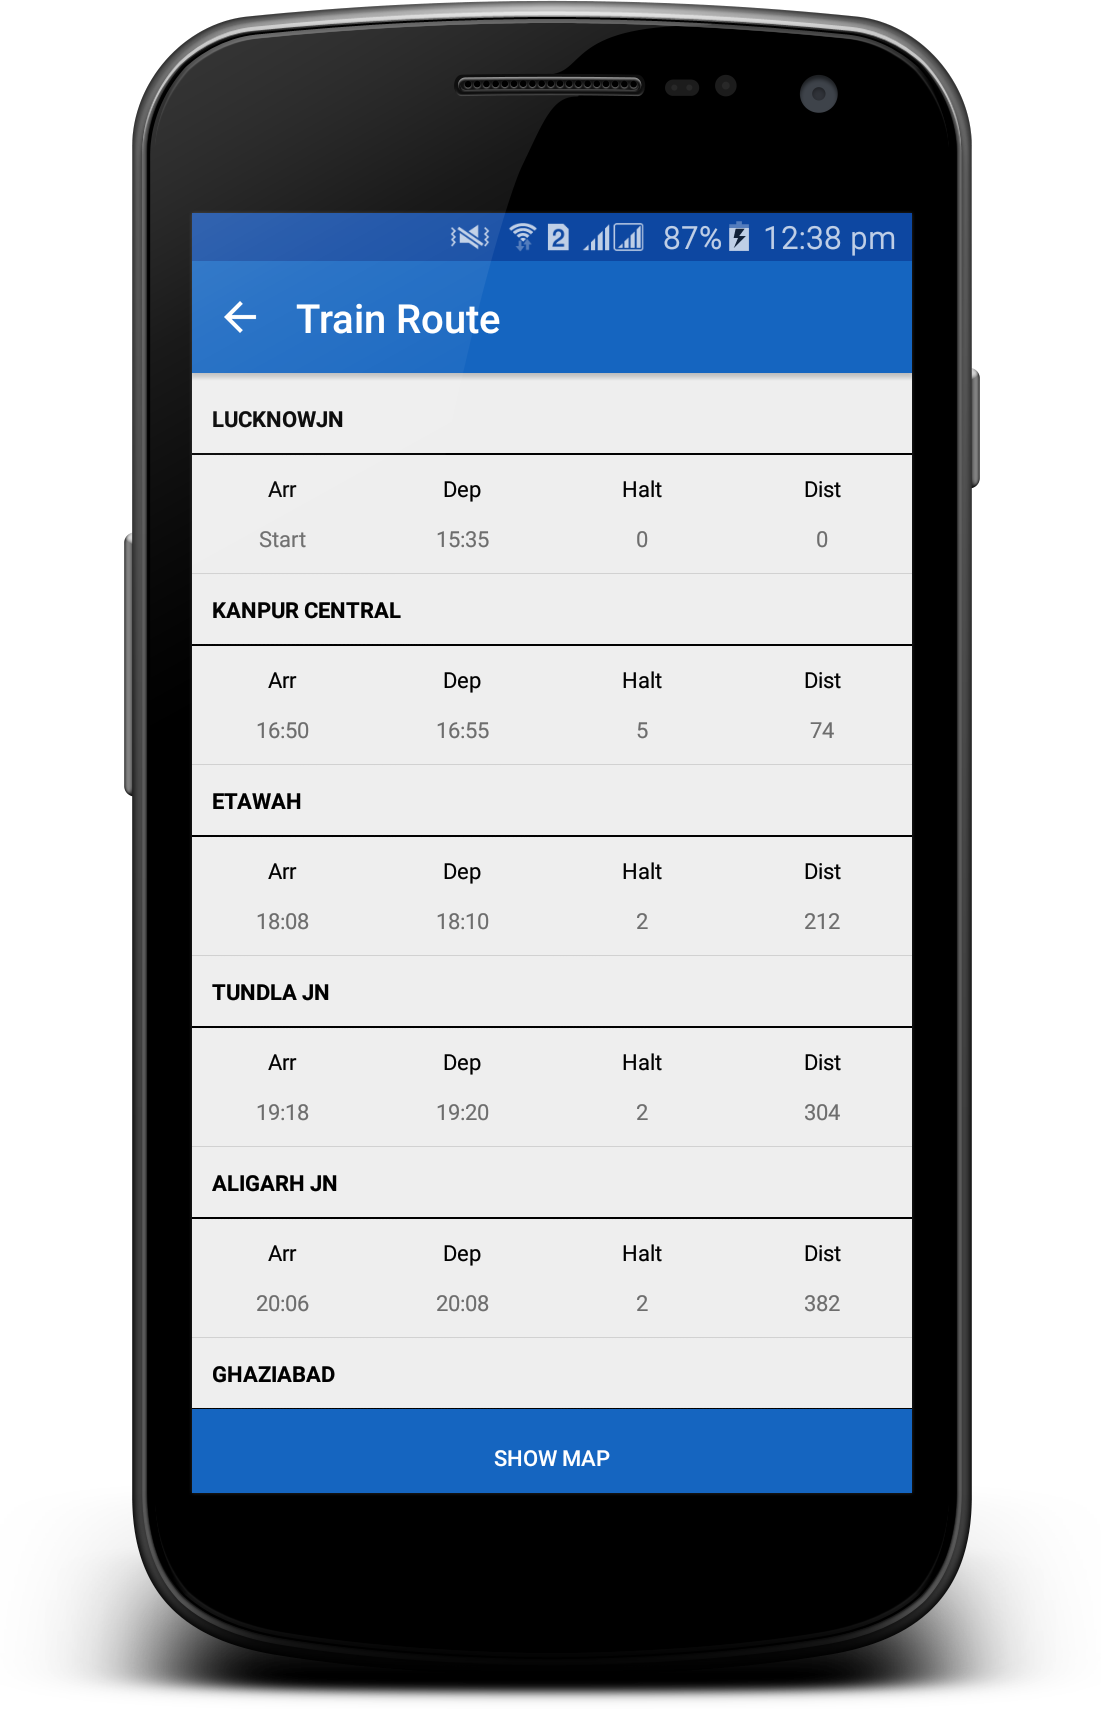 2 87% 12:38 pm
Train Route
LUCKNOWJN
Arr Dep Halt Dist
Start 15:35 0 0
KANPUR CENTRAL
Arr Dep Halt Dist
16:50 16:55 5 74
ETAWAH
Arr Dep Halt Dist
18:08 18:10 2 212
TUNDLA JN
Arr Dep Halt Dist
19:18 19:20 2 304
ALIGARH JN
Arr Dep Halt Dist
20:06 20:08 2 382
GHAZIABAD
SHOW MAP